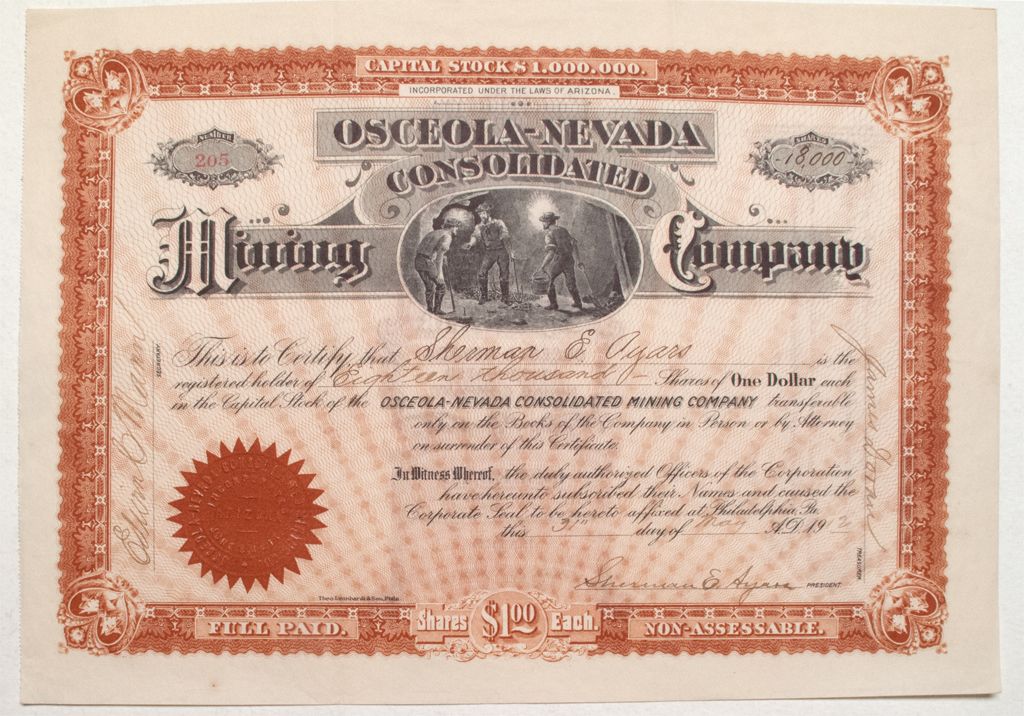 CAPITAL STOCK $1,000,000.
INCORPORATED UNDER THE LAWS OF ARIZONA.
NUMBER
205
OSCEOLA-NEVADA
CONSOLIDATED
SHARES
-18,000-
Mining Company
This is to Certify that Sherman E Ayars is the
registered holder of Eighteen thousand - Shares of One Dollar each
in the Capital Stock of the OSCEOLA-NEVADA CONSOLIDATED MINING COMPANY transferable
only on the Books of the Company in Person or by Attorney
on surrender of this Certificate.
In Witness Whereof, the duly authorized Officers of the Corporation
have hereunto subscribed their Names and caused the
Corporate Seal to be hereto affixed at Philadelphia, Pa.
this 3rd day of May A.D. 1912
Sherman E. Ayars PRESIDENT.
SECRETARY
James
TREASURER
Theo. Leonhardt & Son, Phila.
FULL PAID.
Shares $1.00 Each.
NON-ASSESSABLE.